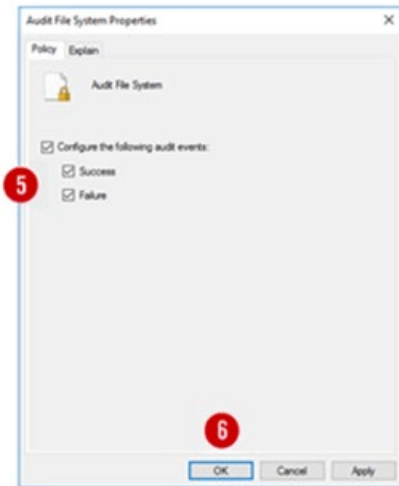 Audit File System Properties
Policy Explain
Audit File System
Configure the following audit events:
Success
5
Failure
6
OK Cancel Apply